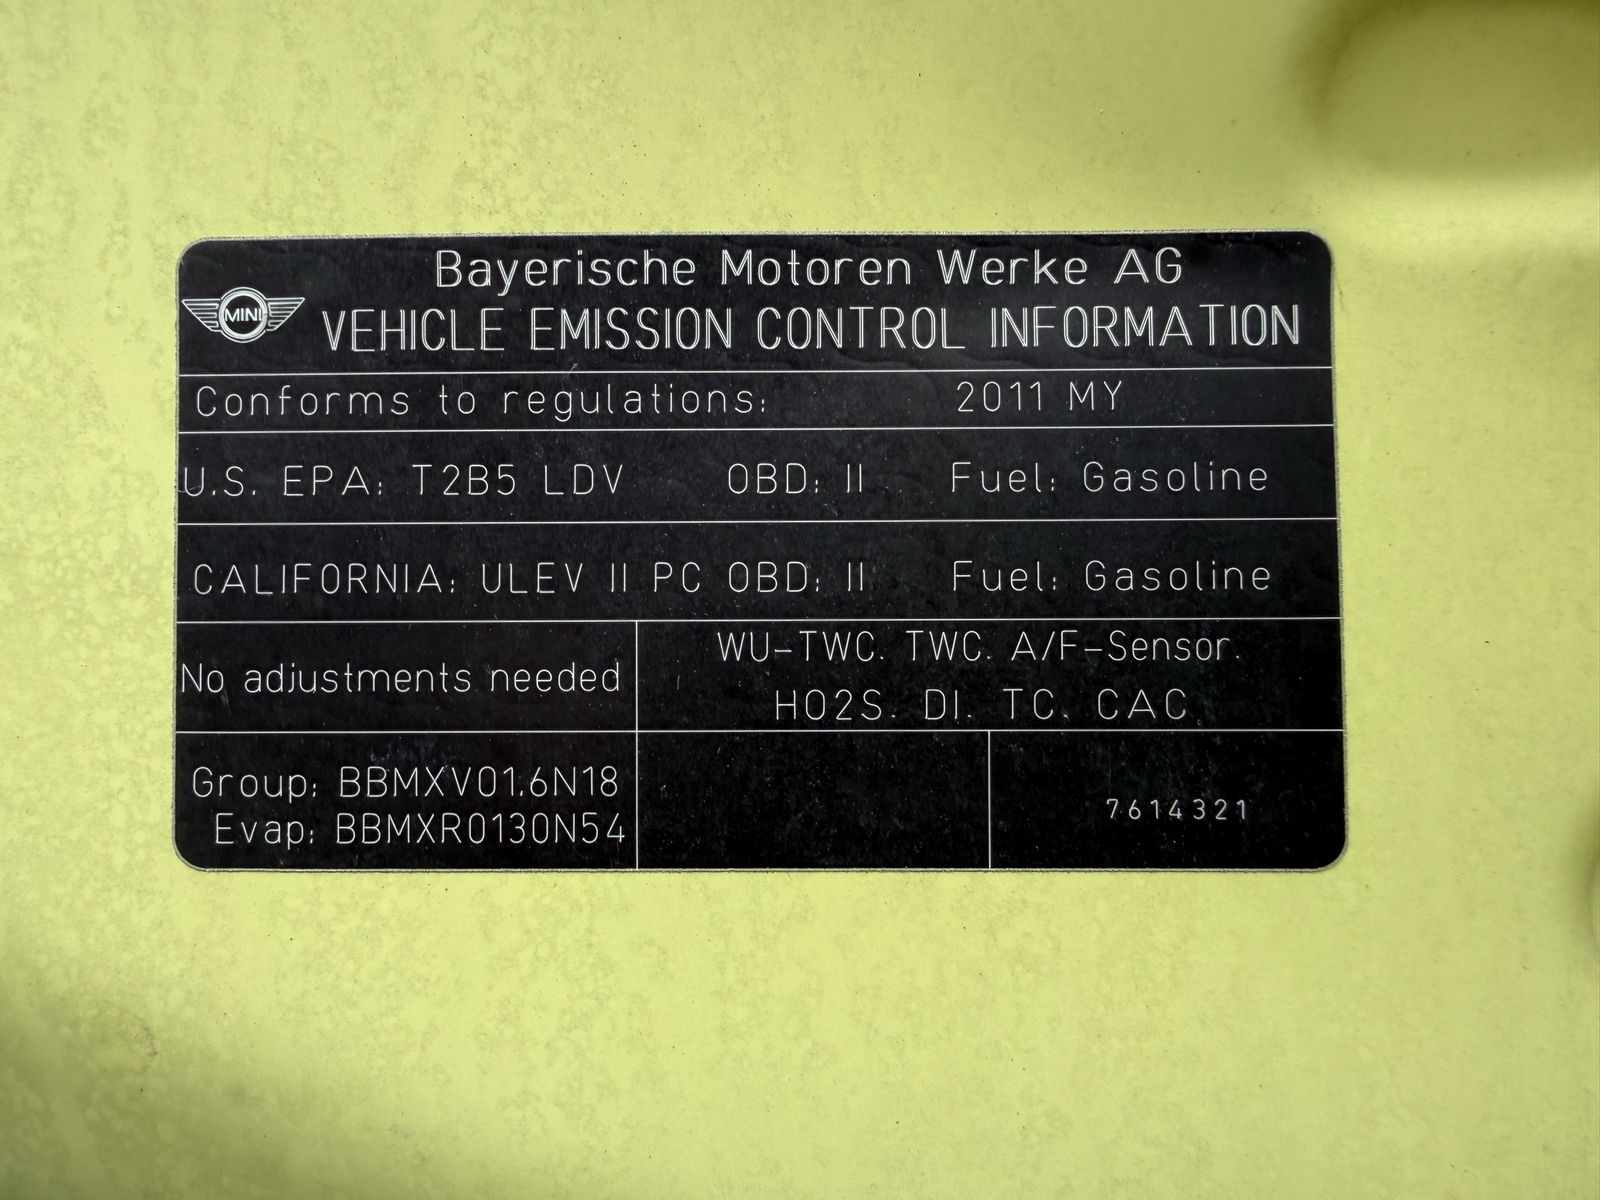 Bayerische Motoren Werke AG
MINI
VEHICLE EMISSION CONTROL INFORMATION
Conforms to regulations: 2011 MY
U.S. EPA: T2B5 LDV OBD: II Fuel: Gasoline
CALIFORNIA: ULEV II PC OBD: II Fuel: Gasoline
No adjustments needed
WU-TWC. TWC. A/F-Sensor.
HO2S. DI. TC. CAC
Group: BBMXV01.6N18
Evap: BBMXR0130N54
7614321